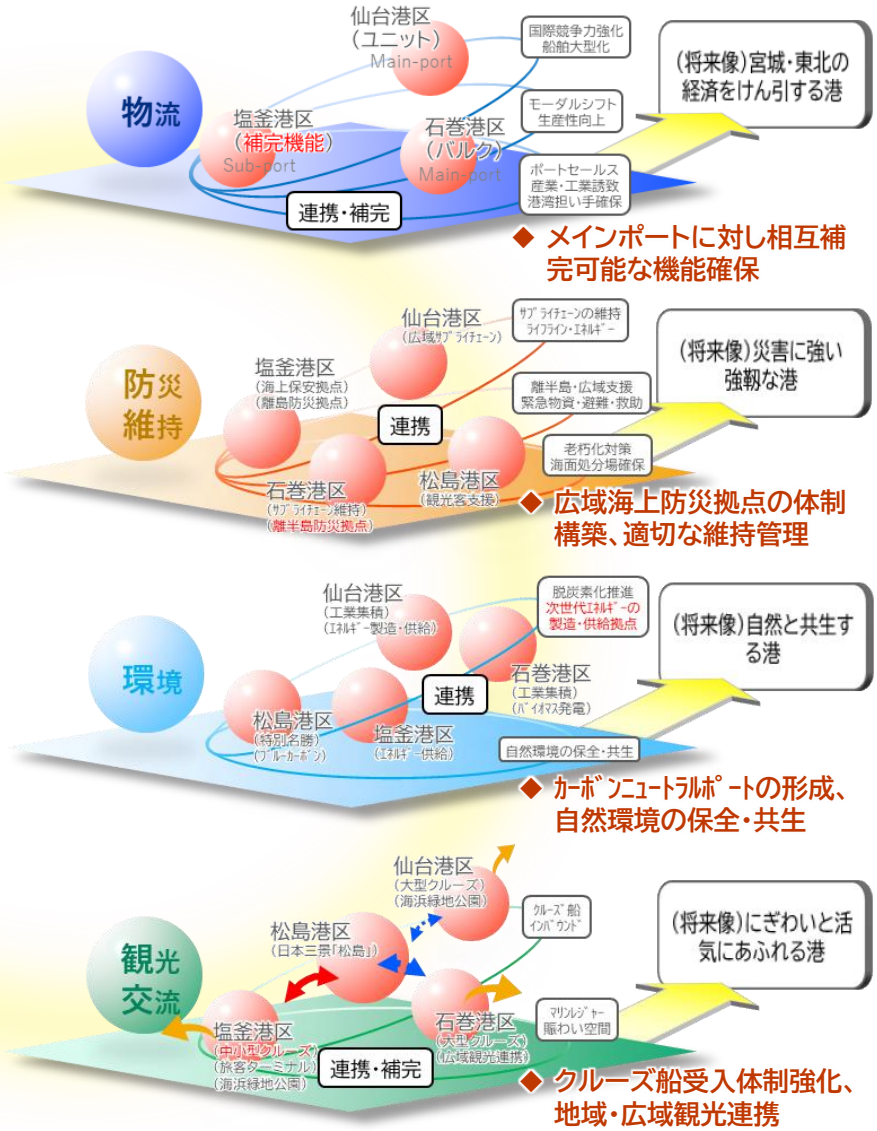 仙台港区
(ユニット)
Main-port
国際競争力強化
船舶大型化
(将来像)宮城・東北の
経済をけん引する港
物流
塩釜港区
(補完機能)
Sub-port
石巻港区
(バルク)
Main-port
モーダルシフト
生産性向上
ポートセールス
産業・工業誘致
港湾担い手確保
連携・補完
◆ メインポートに対し相互補
完可能な機能確保
仙台港区
(広域ｻﾌﾟﾗｲﾁｪｰﾝ)
ｻﾌﾟﾗｲﾁｪｰﾝの維持
ﾗｲﾌﾗｲﾝ・ｴﾈﾙｷﾞｰ
(将来像)災害に強い
強靱な港
防災
維持
塩釜港区
(海上保安拠点)
(離島防災拠点)
離半島・広域支援
緊急物資・避難・救助
連携
老朽化対策
海面処分場確保
石巻港区
(ｻﾌﾟﾗｲﾁｪｰﾝ維持)
(離半島防災拠点)
松島港区
(観光客支援)
◆ 広域海上防災拠点の体制
構築、適切な維持管理
仙台港区
(工業集積)
(ｴﾈﾙｷﾞｰ製造・供給)
脱炭素化推進
次世代ｴﾈﾙｷﾞｰの
製造・供給拠点
(将来像)自然と共生す
る港
環境
石巻港区
(工業集積)
(ﾊﾞｲｵﾏｽ発電)
連携
松島港区
(特別名勝)
(ﾌﾞﾙｰｶｰﾎﾞﾝ)
塩釜港区
(ｴﾈﾙｷﾞｰ供給)
自然環境の保全・共生
◆ ｶｰﾎﾞﾝﾆｭｰﾄﾗﾙﾎﾟｰﾄの形成、
自然環境の保全・共生
仙台港区
(大型クルーズ)
(海浜緑地公園)
ｸﾙｰｽﾞ船
ｲﾝﾊﾞｳﾝﾄﾞ
(将来像)にぎわいと活
気にあふれる港
観光
交流
松島港区
(日本三景「松島」)
塩釜港区
(中小型クルーズ)
(旅客ターミナル)
(海浜緑地公園)
石巻港区
(大型クルーズ)
(広域観光連携)
ﾏﾘﾝﾚｼﾞｬｰ
賑わい空間
連携・補完
◆ クルーズ船受入体制強化、
地域・広域観光連携